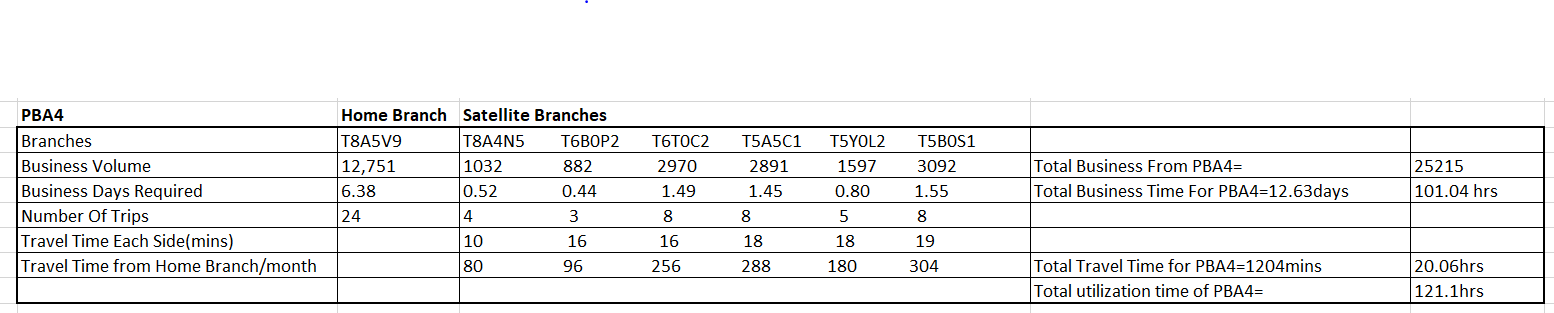 PBA4 Home Branch Satellite Branches
Branches T8A5V9 T8A4N5 T6B0P2 T6T0C2 T5A5C1 T5Y0L2 T5B0S1
Business Volume 12,751 1032 882 2970 2891 1597 3092 Total Business From PBA4= 25215
Business Days Required 6.38 0.52 0.44 1.49 1.45 0.80 1.55 Total Business Time For PBA4=12.63days 101.04 hrs
Number Of Trips 24 4 3 8 8 5 8
Travel Time Each Side(mins) 10 16 16 18 18 19
Travel Time from Home Branch/month 80 96 256 288 180 304 Total Travel Time for PBA4=1204mins 20.06hrs
Total utilization time of PBA4= 121.1hrs